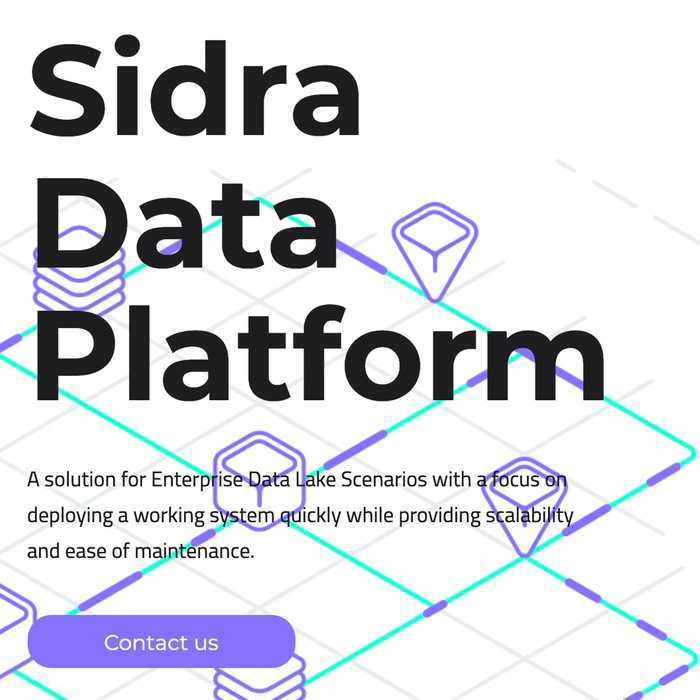 Sidra
Data
Platform
A solution for Enterprise Data Lake Scenarios with a focus on
deploying a working system quickly while providing scalability
and ease of maintenance.
Contact us